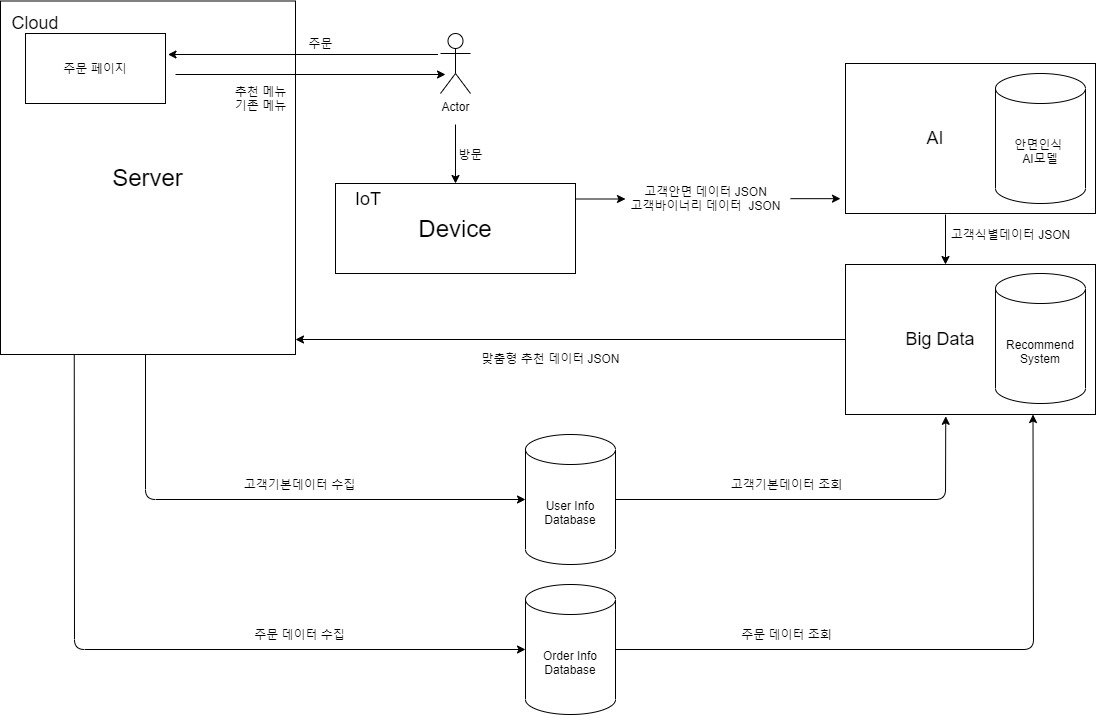 Cloud
주문 페이지
Server
주문
추천 메뉴
기존 메뉴
Actor
방문
IoT
Device
고객안면 데이터 JSON
고객바이너리 데이터 JSON
AI
안면인식
AI모델
고객식별데이터 JSON
Big Data
Recommend
System
맞춤형 추천 데이터 JSON
고객기본데이터 수집
User Info
Database
고객기본데이터 조회
주문 데이터 수집
Order Info
Database
주문 데이터 조회